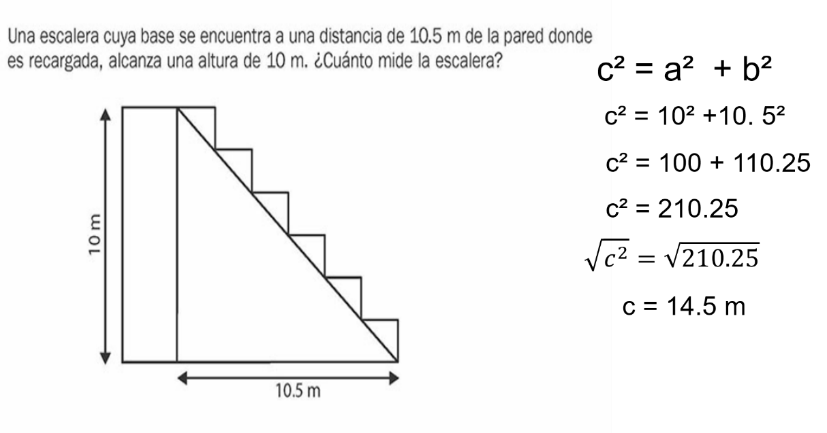 Una escalera cuya base se encuentra a una distancia de 10.5 m de la pared donde
es recargada, alcanza una altura de 10 m. ¿Cuánto mide la escalera?
c² = a² + b²
c² = 10² +10. 5²
c² = 100 + 110.25
c² = 210.25
√c² = √210.25
c = 14.5 m
10 m
10.5 m